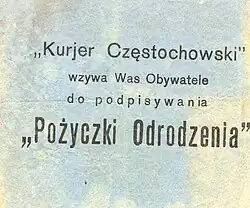 „Kurjer Częstochowski”
wzywa Was Obywatele
do podpisywania
„Pożyczki Odrodzenia”